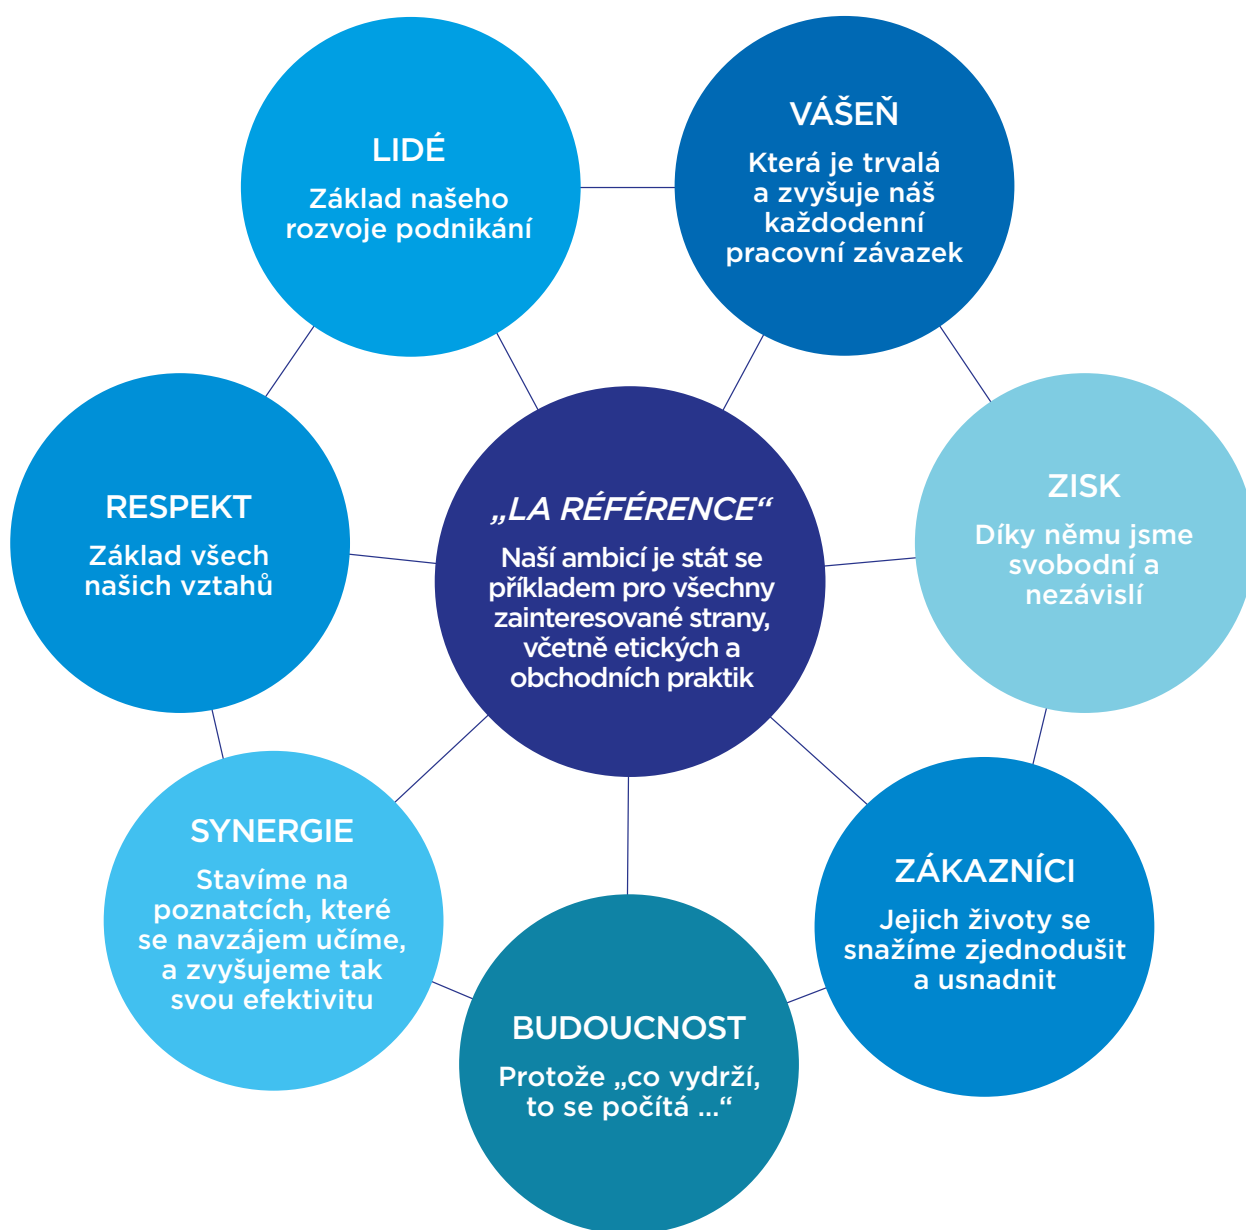 LIDÉ
Základ našeho
rozvoje podnikání
VÁŠEŇ
Která je trvalá
a zvyšuje náš
každodenní
pracovní závazek
RESPEKT
Základ všech
našich vztahů
„LA RÉFÉRENCE“
Naší ambicí je stát se
příkladem pro všechny
zainteresované strany,
včetně etických a
obchodních praktik
ZISK
Díky němu jsme
svobodní a
nezávislí
SYNERGIE
Stavíme na
poznatcích, které
se navzájem učíme,
a zvyšujeme tak
svou efektivitu
ZÁKAZNÍCI
Jejich životy se
snažíme zjednodušit
a usnadnit
BUDOUCNOST
Protože „co vydrží,
to se počítá ...“